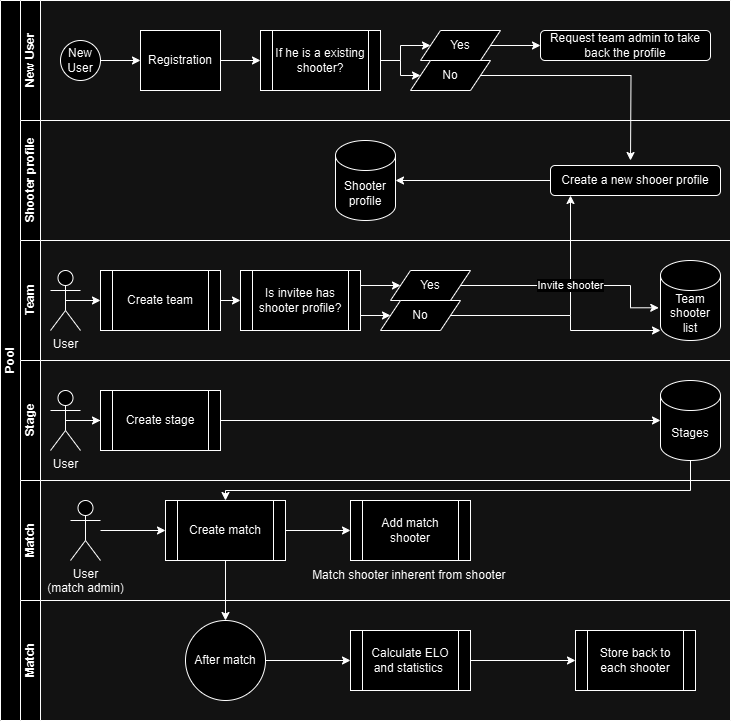 Pool
New User
New
User
Registration
If he is a existing
shooter?
Yes
No
Request team admin to take
back the profile
Shooter profile
Shooter
profile
Create a new shooer profile
Team
User
Create team
Is invitee has
shooter profile?
Yes
No
Invite shooter
Team
shooter
list
Stage
User
Create stage
Stages
Match
User
(match admin)
Create match
Add match
shooter
Match shooter inherent from shooter
Match
After match
Calculate ELO
and statistics
Store back to
each shooter